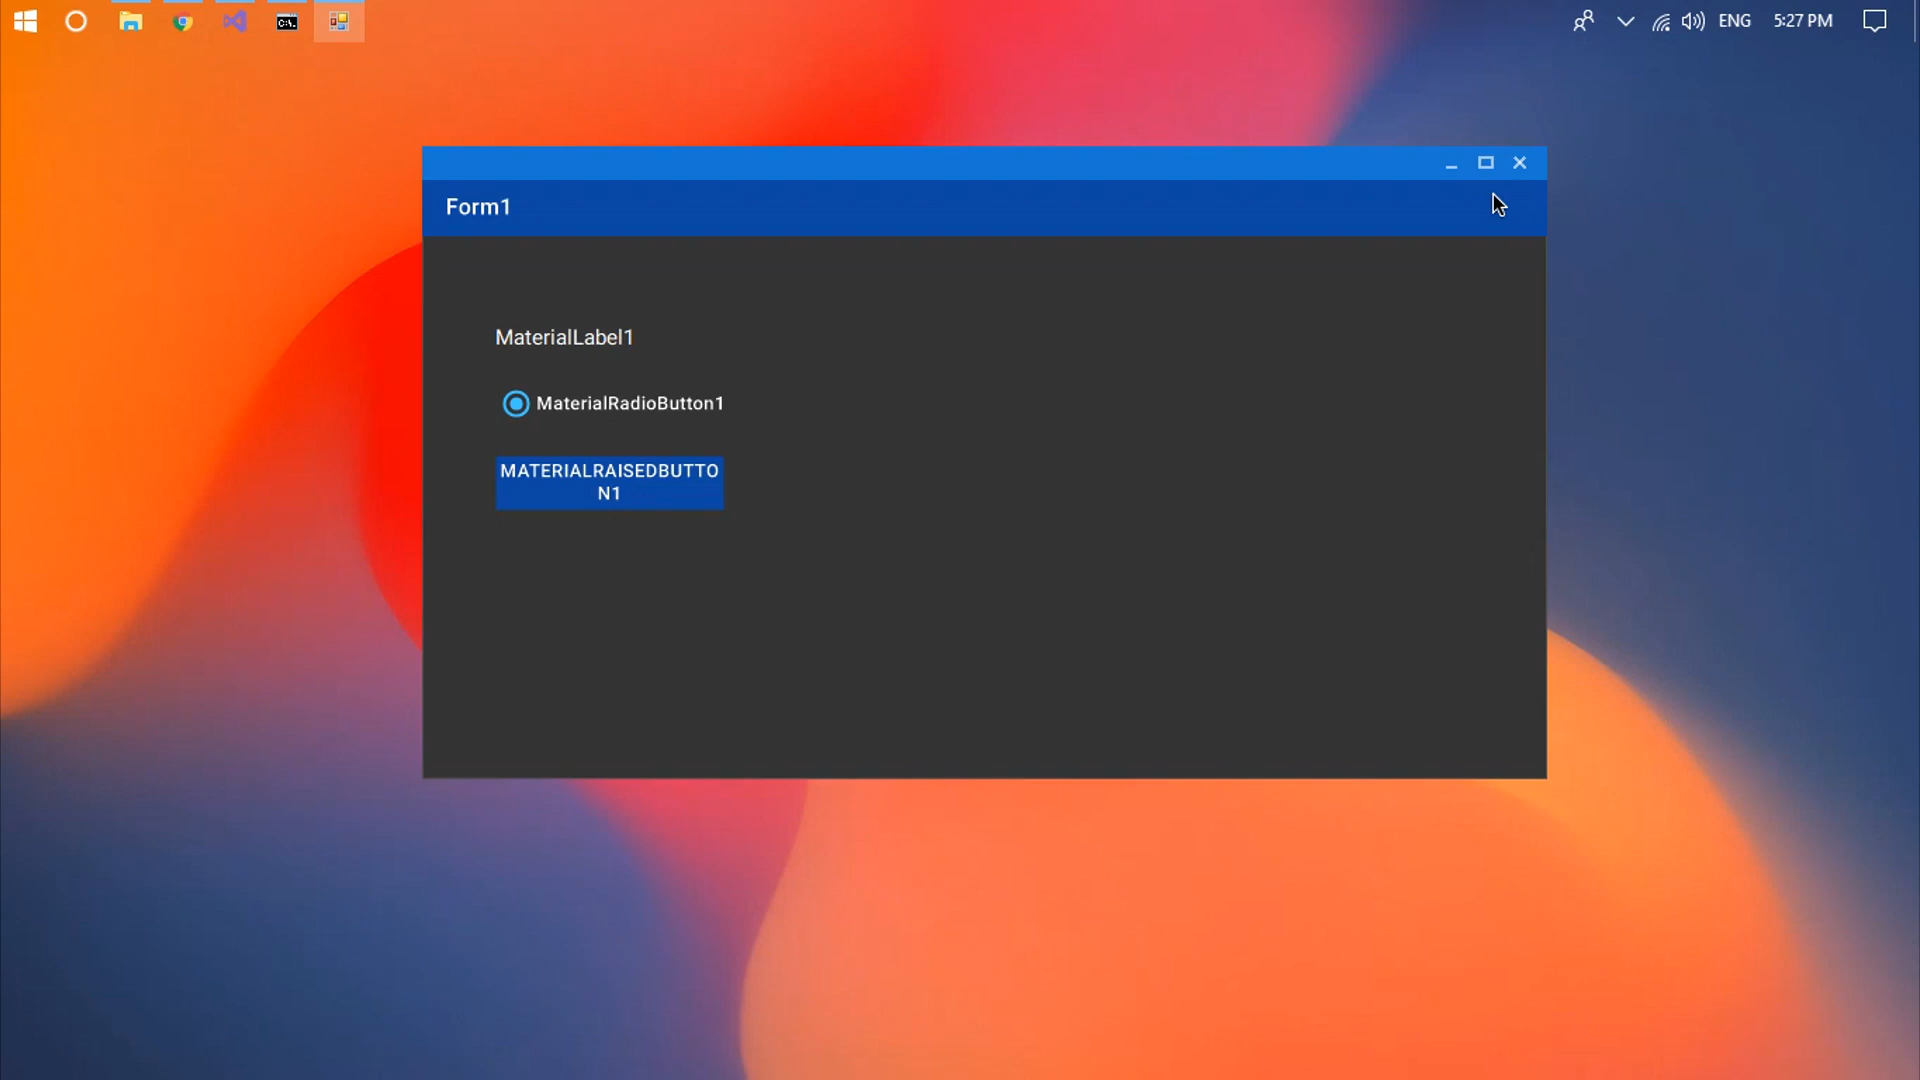 ENG
5:27 PM
Form1
MaterialLabel1
MaterialRadioButton1
MATERIALRAISEDBUTTO
N1